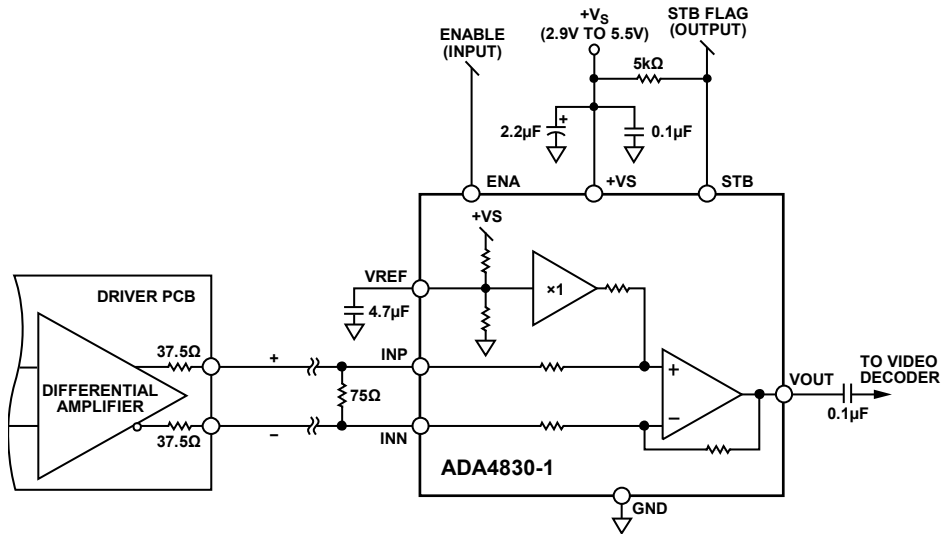 +VS
(2.9V TO 5.5V)
STB FLAG
(OUTPUT)
ENABLE
(INPUT)
5kΩ
2.2µF
+
0.1µF
ENA
+VS
STB
+VS
VREF
×1
4.7µF
DRIVER PCB
37.5Ω
+
INP
+
VOUT
TO VIDEO
DECODER
DIFFERENTIAL
AMPLIFIER
75Ω
0.1µF
37.5Ω
–
INN
–
ADA4830-1
GND